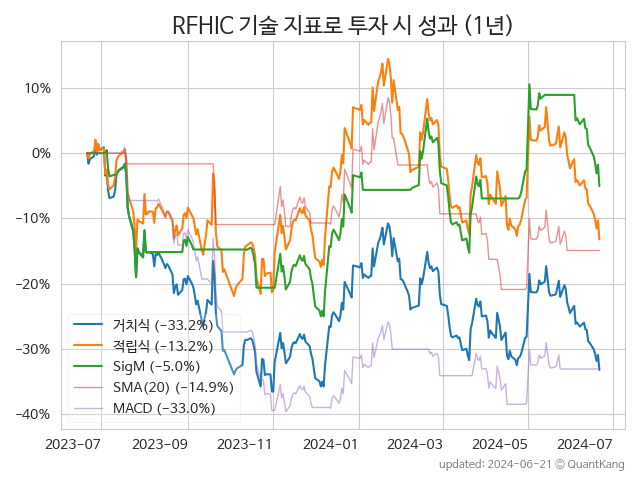 RFHIC 기술 지표로 투자 시 성과 (1년)
10%
0%
−10%
−20%
−30%
−40%
거치식 (−33.2%)
적립식 (−13.2%)
SigM (−5.0%)
SMA(20) (−14.9%)
MACD (−33.0%)
2023−07 2023−09 2023−11 2024−01 2024−03 2024−05 2024−07
updated: 2024−06−21 © QuantKang